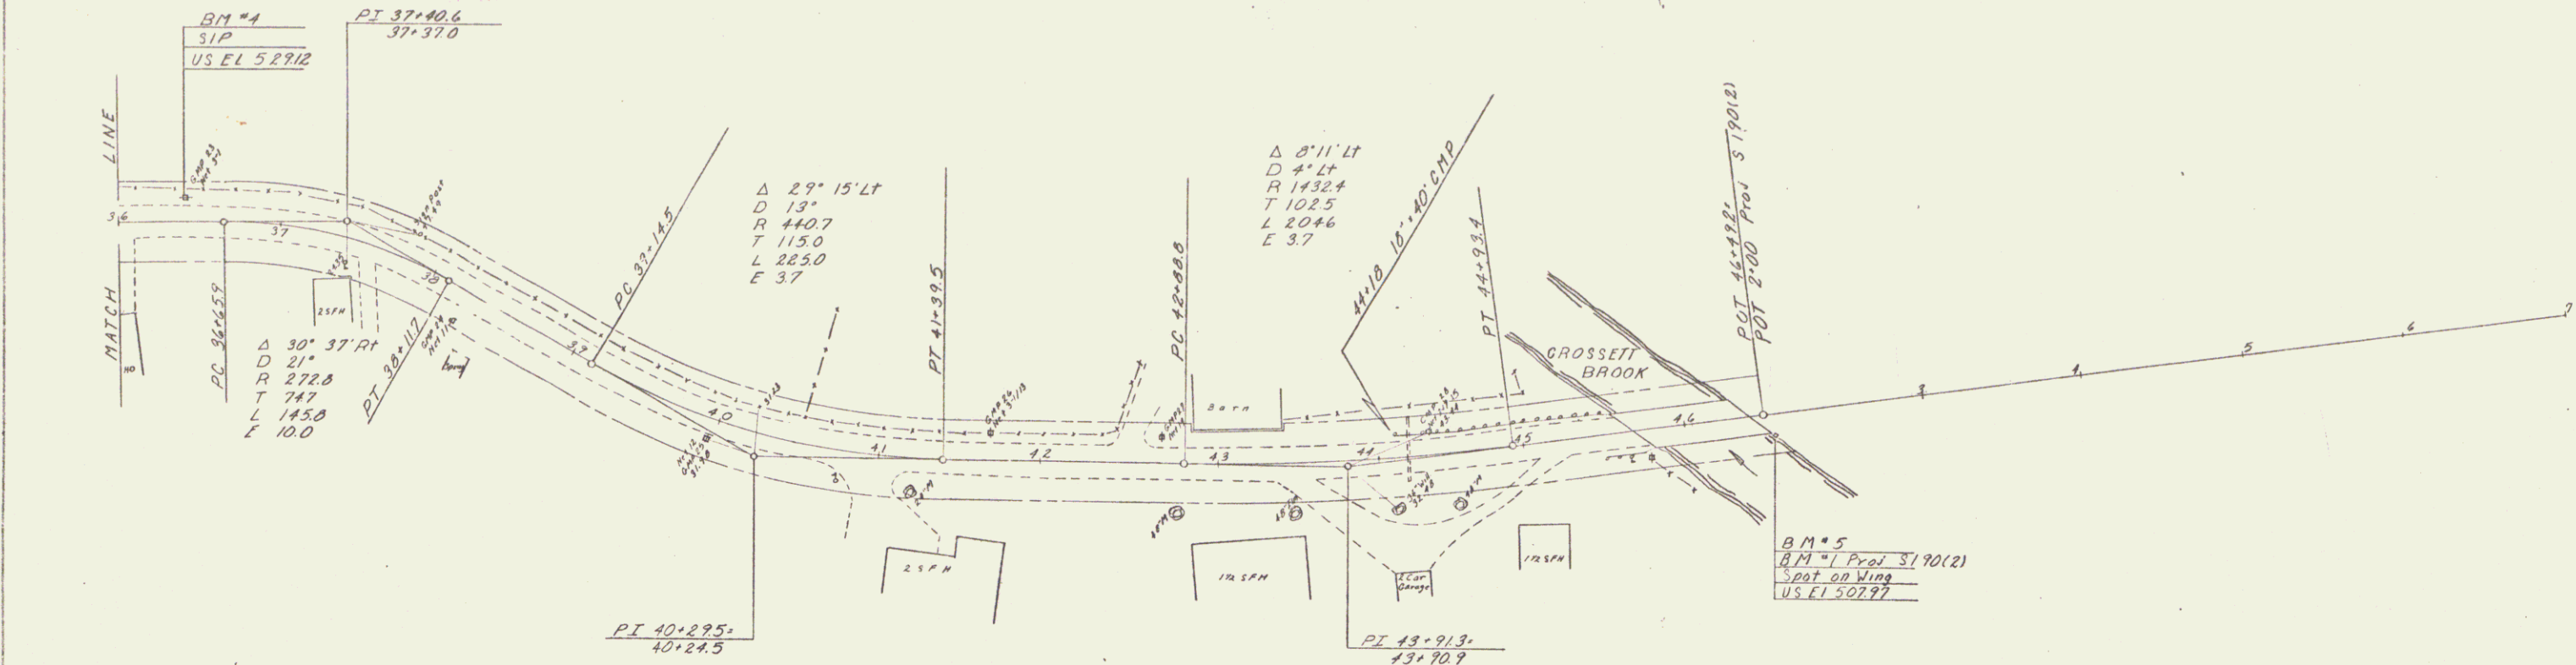 BM #4
SIP
US EL 529.12
PI 37+40.6
37+37.0
MATCH LINE
36
37
38
39
40
41
42
43
44
45
46
3
4
5
6
7
PC 36+65.9
2 S F H
Δ 30° 37' Rt
D 21°
R 272.8
T 74.7
L 145.8
E 10.0
PT 38+11.7
PC 39+14.5
Δ 29° 15' Lt
D 13°
R 440.7
T 115.0
L 225.0
E 3.7
PT 41+39.5
PC 42+88.8
Barn
Δ 8° 11' Lt
D 4° Lt
R 1432.4
T 102.5
L 204.6
E 3.7
44+18 18"×40' CMP
PT 44+93.4
POT 46+49.2=
POT 2+00 Proj S 190(2)
CROSSETT
BROOK
HO
2 S F H
1½ S F H
2 Car
Garage
1½ S F H
PI 40+29.5=
40+24.5
PI 43+91.3=
43+90.9
BM #5
BM #1 Proj S190(2)
Spot on Wing
US El 507.97